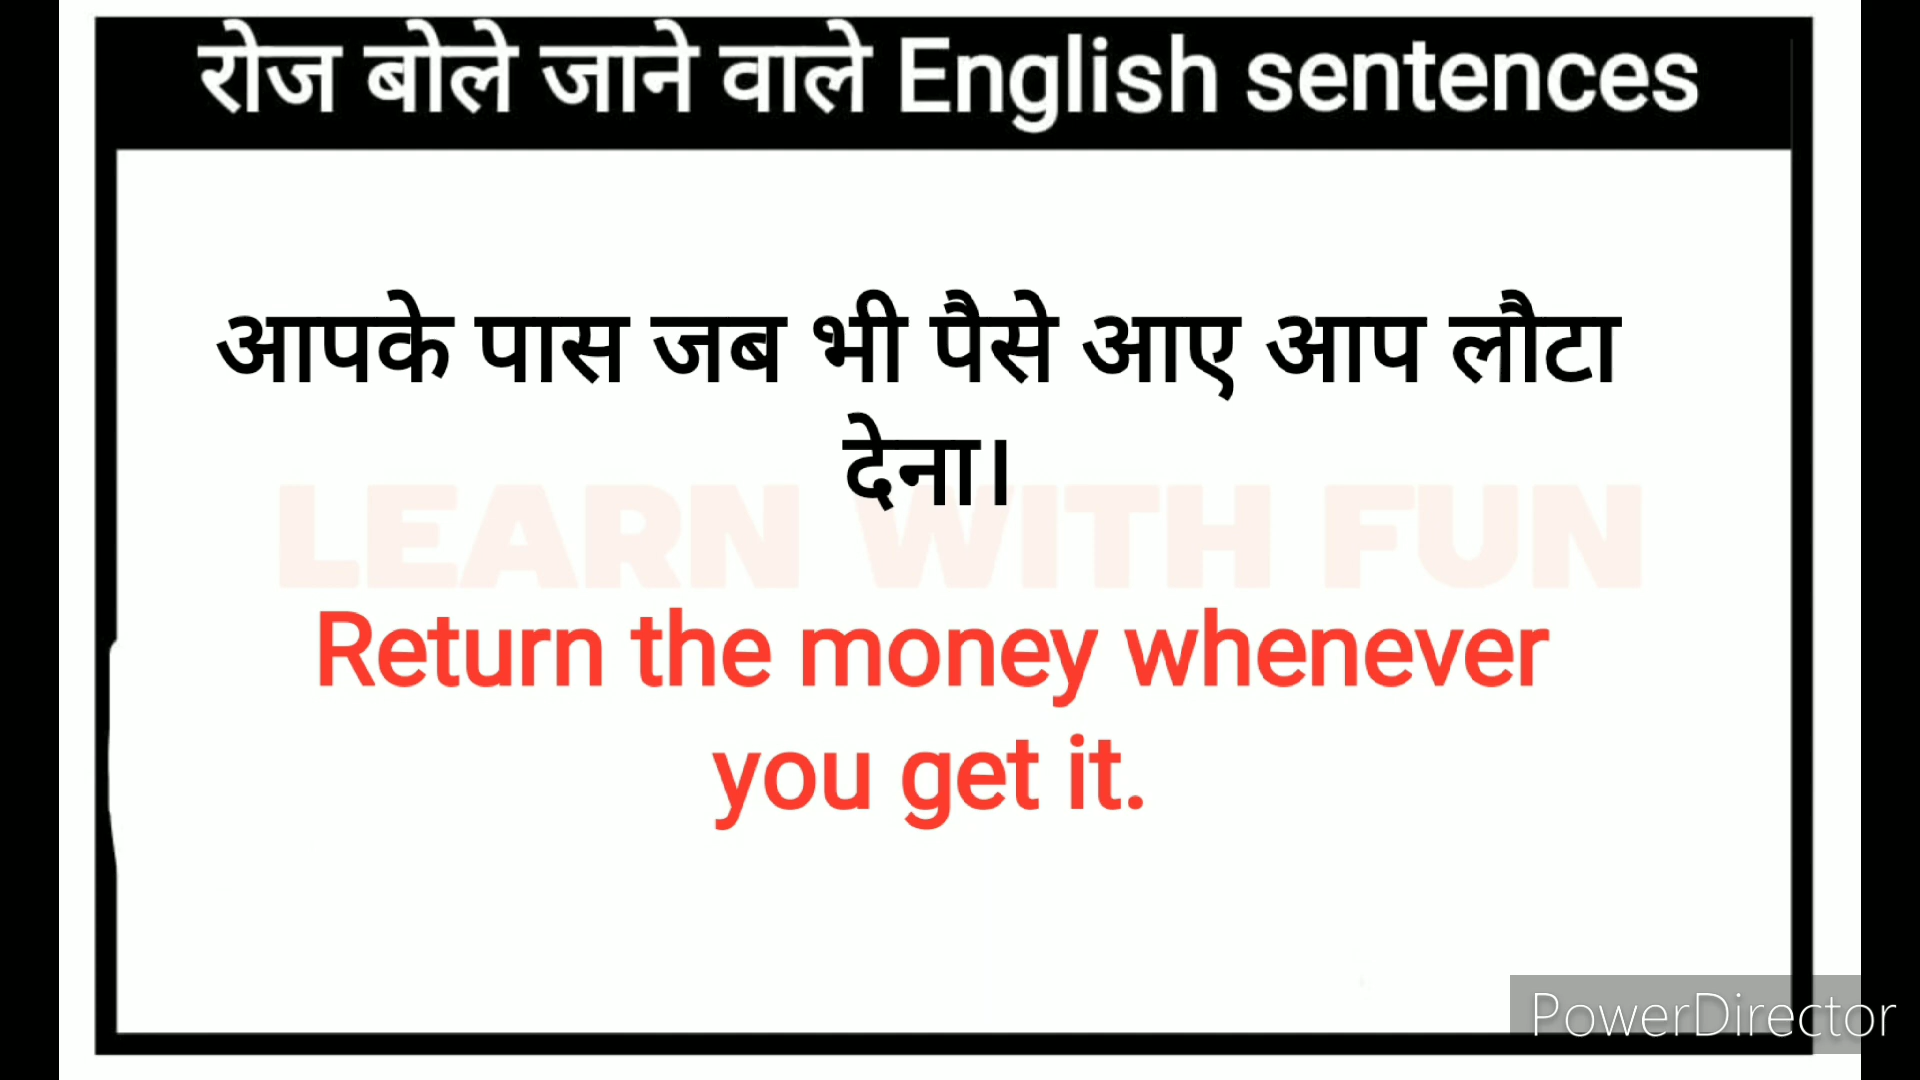 रोज बोले जाने वाले English sentences
आपके पास जब भी पैसे आए आप लौटा
देना।
LEARN WITH FUN
Return the money whenever
you get it.
PowerDirector